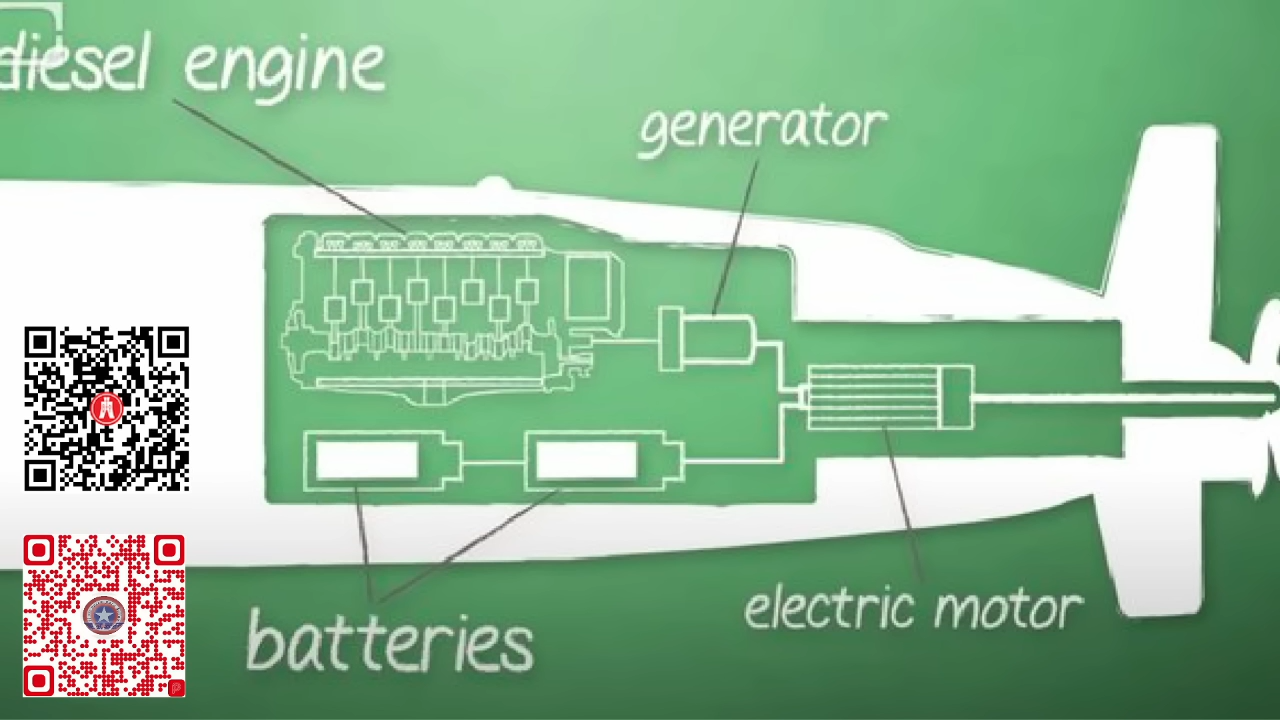 diesel engine
generator
electric motor
batteries